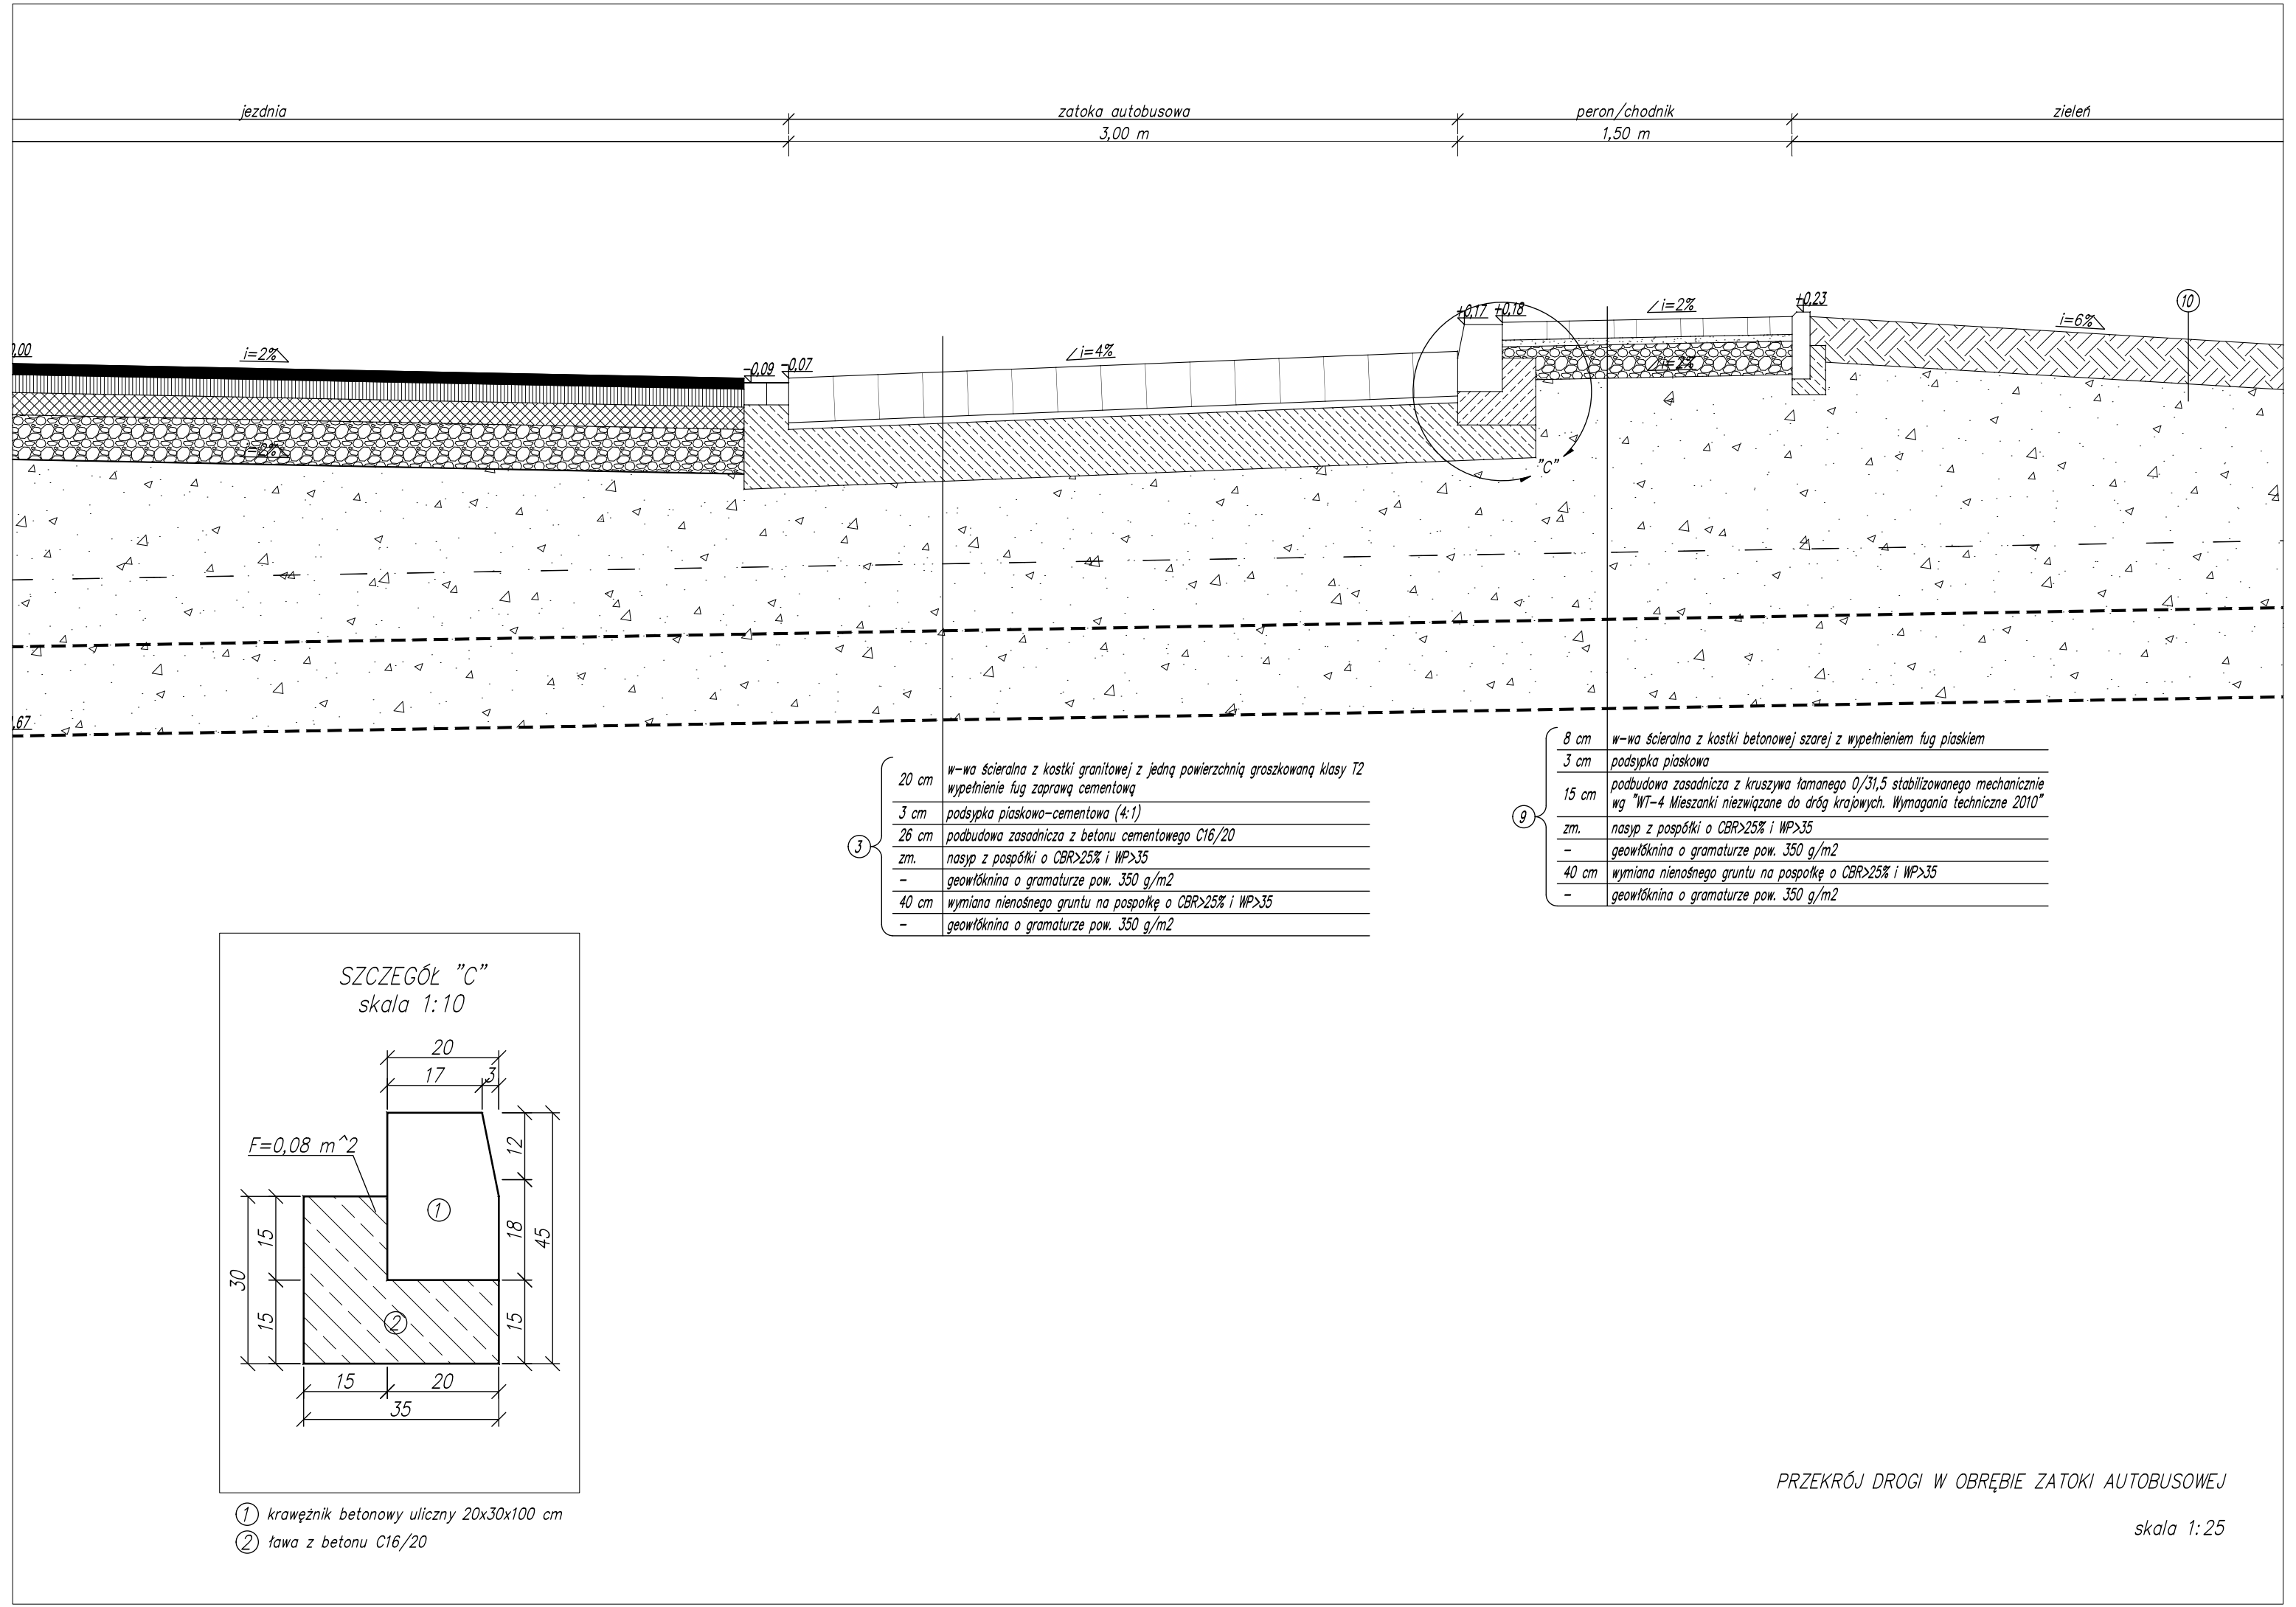 jezdnia
zatoka autobusowa
peron/chodnik
zieleń
3,00 m
1,50 m
+0,17
+0,18
i=2%
+0,23
10
i=6%
0,00
i=2%
-0,09
-0,07
i=4%
i=2%
i=2%
"C"
,67
3
20 cm w-wa ścieralna z kostki granitowej z jedną powierzchnią groszkowaną klasy T2
wypełnienie fug zaprawą cementową
3 cm podsypka piaskowo-cementowa (4:1)
26 cm podbudowa zasadnicza z betonu cementowego C16/20
zm. nasyp z pospółki o CBR>25% i WP>35
- geowłóknina o gramaturze pow. 350 g/m2
40 cm wymiana nienośnego gruntu na pospołkę o CBR>25% i WP>35
- geowłóknina o gramaturze pow. 350 g/m2
9
8 cm w-wa ścieralna z kostki betonowej szarej z wypełnieniem fug piaskiem
3 cm podsypka piaskowa
15 cm podbudowa zasadnicza z kruszywa łamanego 0/31,5 stabilizowanego mechanicznie
wg "WT-4 Mieszanki niezwiązane do dróg krajowych. Wymagania techniczne 2010"
zm. nasyp z pospółki o CBR>25% i WP>35
- geowłóknina o gramaturze pow. 350 g/m2
40 cm wymiana nienośnego gruntu na pospołkę o CBR>25% i WP>35
- geowłóknina o gramaturze pow. 350 g/m2
SZCZEGÓŁ "C"
skala 1:10
20
17
3
F=0,08 m^2
12
18
45
15
1
15
30
15
2
15
20
35
1 krawężnik betonowy uliczny 20x30x100 cm
2 ława z betonu C16/20
PRZEKRÓJ DROGI W OBRĘBIE ZATOKI AUTOBUSOWEJ
skala 1:25